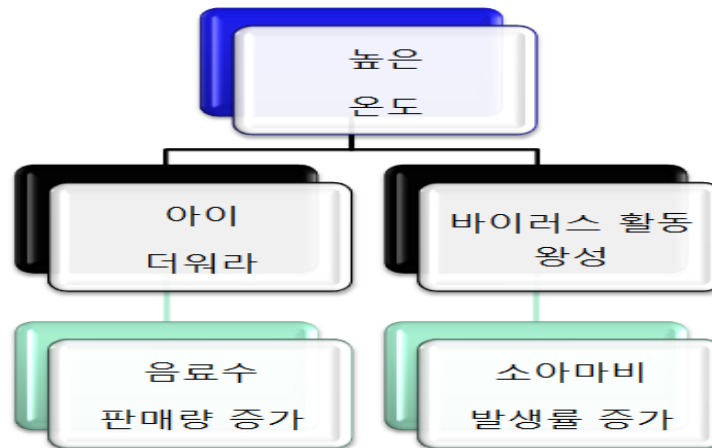 높은
온도
아이
더워라
바이러스 활동
왕성
음료수
판매량 증가
소아마비
발생률 증가